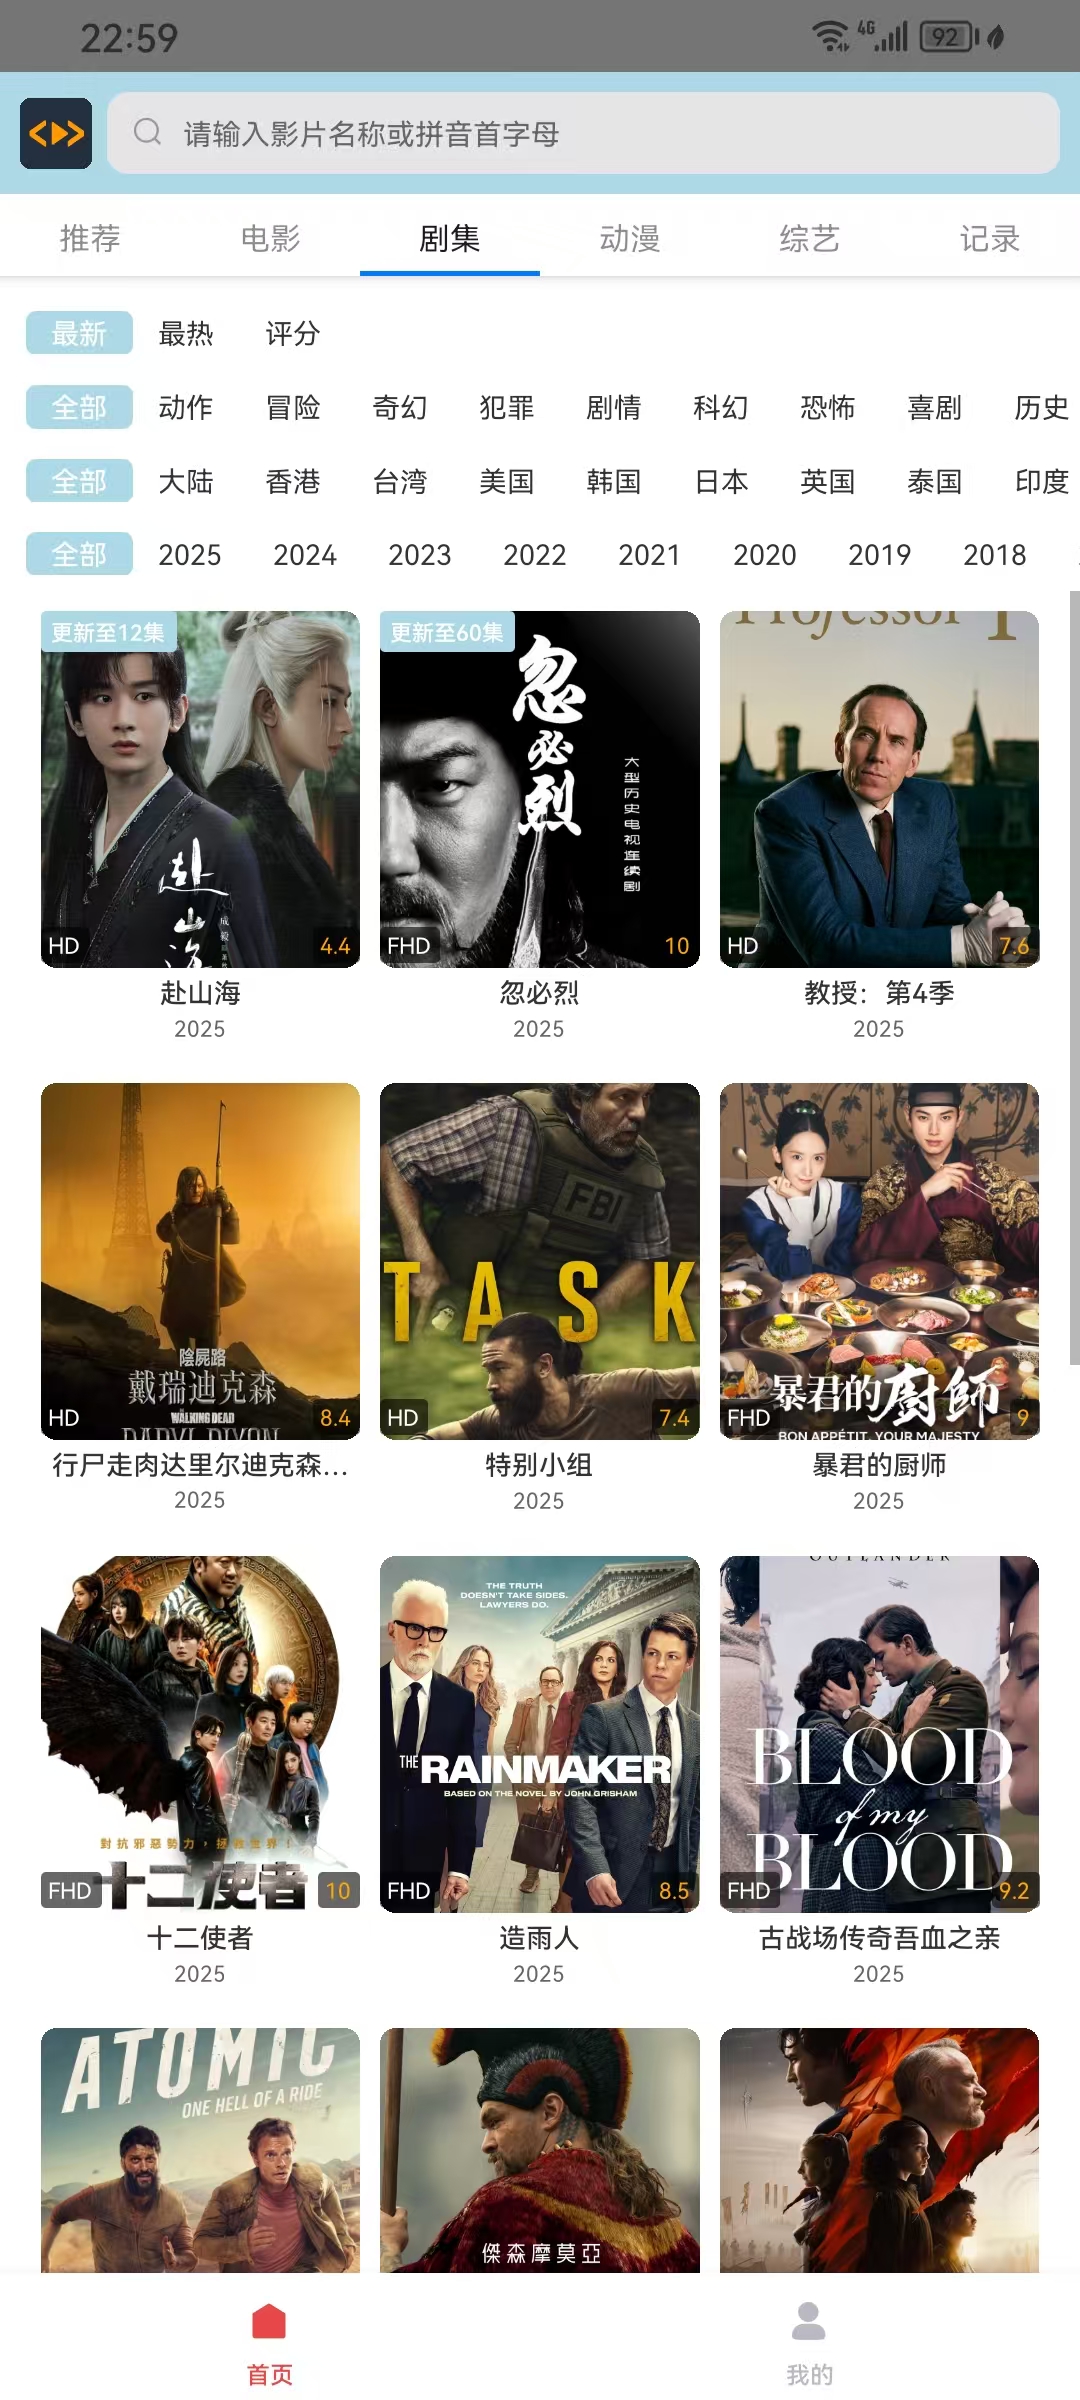 22:59
4G
92
请输入影片名称或拼音首字母
推荐 电影 剧集 动漫 综艺 记录
最新 最热 评分
全部 动作 冒险 奇幻 犯罪 剧情 科幻 恐怖 喜剧 历史
全部 大陆 香港 台湾 美国 韩国 日本 英国 泰国 印度
全部 2025 2024 2023 2022 2021 2020 2019 2018
更新至12集
赴山海
HD
4.4
赴山海
2025
更新至60集
忽必烈
大型历史电视连续剧
FHD
10
忽必烈
2025
Professor T
HD
7.6
教授：第4季
2025
陰屍路
戴瑞迪克森
WALKING DEAD
DARYL DIXON
HD
8.4
行尸走肉达里尔迪克森...
2025
FBI
TASK
HD
7.4
特别小组
2025
暴君的廚師
BON APPÉTIT, YOUR MAJESTY
FHD
9
暴君的厨师
2025
對抗邪惡勢力，拯救世界！
十二使者
FHD
10
十二使者
2025
THE TRUTH
DOESN'T TAKE SIDES.
LAWYERS DO.
THE RAINMAKER
BASED ON THE NOVEL BY JOHN GRISHAM
FHD
8.5
造雨人
2025
OUTLANDER
BLOOD
of my
BLOOD
FHD
9.2
古战场传奇吾血之亲
2025
ATOMIC
ONE HELL OF A RIDE
傑森摩莫亞
首页
我的